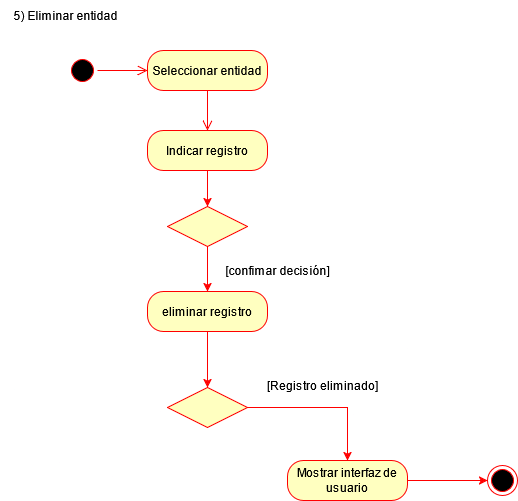 5) Eliminar entidad
Seleccionar entidad
Indicar registro
[confimar decisión]
eliminar registro
[Registro eliminado]
Mostrar interfaz de
usuario